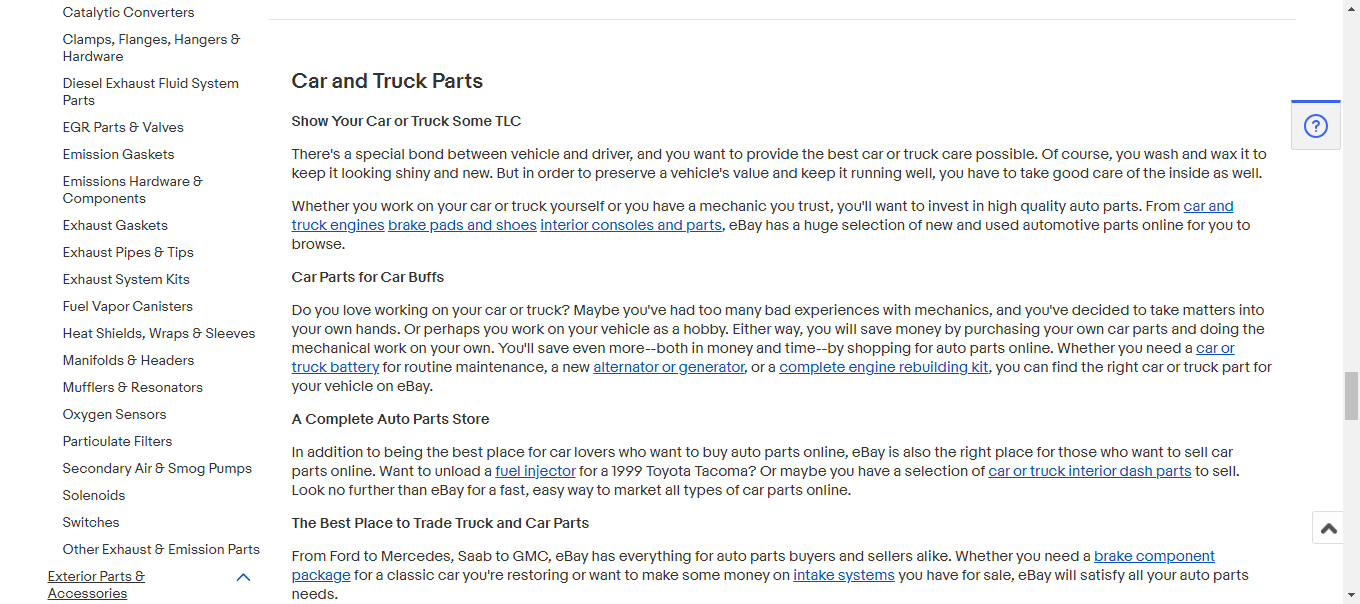 Catalytic Converters
Clamps, Flanges, Hangers &
Hardware
Diesel Exhaust Fluid System
Parts
EGR Parts & Valves
Emission Gaskets
Emissions Hardware &
Components
Exhaust Gaskets
Exhaust Pipes & Tips
Exhaust System Kits
Fuel Vapor Canisters
Heat Shields, Wraps & Sleeves
Manifolds & Headers
Mufflers & Resonators
Oxygen Sensors
Particulate Filters
Secondary Air & Smog Pumps
Solenoids
Switches
Other Exhaust & Emission Parts
Exterior Parts &
Accessories
Car and Truck Parts
Show Your Car or Truck Some TLC
There's a special bond between vehicle and driver, and you want to provide the best car or truck care possible. Of course, you wash and wax it to
keep it looking shiny and new. But in order to preserve a vehicle's value and keep it running well, you have to take good care of the inside as well.
Whether you work on your car or truck yourself or you have a mechanic you trust, you'll want to invest in high quality auto parts. From car and
truck engines brake pads and shoes interior consoles and parts, eBay has a huge selection of new and used automotive parts online for you to
browse.
Car Parts for Car Buffs
Do you love working on your car or truck? Maybe you've had too many bad experiences with mechanics, and you've decided to take matters into
your own hands. Or perhaps you work on your vehicle as a hobby. Either way, you will save money by purchasing your own car parts and doing the
mechanical work on your own. You'll save even more--both in money and time--by shopping for auto parts online. Whether you need a car or
truck battery for routine maintenance, a new alternator or generator, or a complete engine rebuilding kit, you can find the right car or truck part for
your vehicle on eBay.
A Complete Auto Parts Store
In addition to being the best place for car lovers who want to buy auto parts online, eBay is also the right place for those who want to sell car
parts online. Want to unload a fuel injector for a 1999 Toyota Tacoma? Or maybe you have a selection of car or truck interior dash parts to sell.
Look no further than eBay for a fast, easy way to market all types of car parts online.
The Best Place to Trade Truck and Car Parts
From Ford to Mercedes, Saab to GMC, eBay has everything for auto parts buyers and sellers alike. Whether you need a brake component
package for a classic car you're restoring or want to make some money on intake systems you have for sale, eBay will satisfy all your auto parts
needs.
?